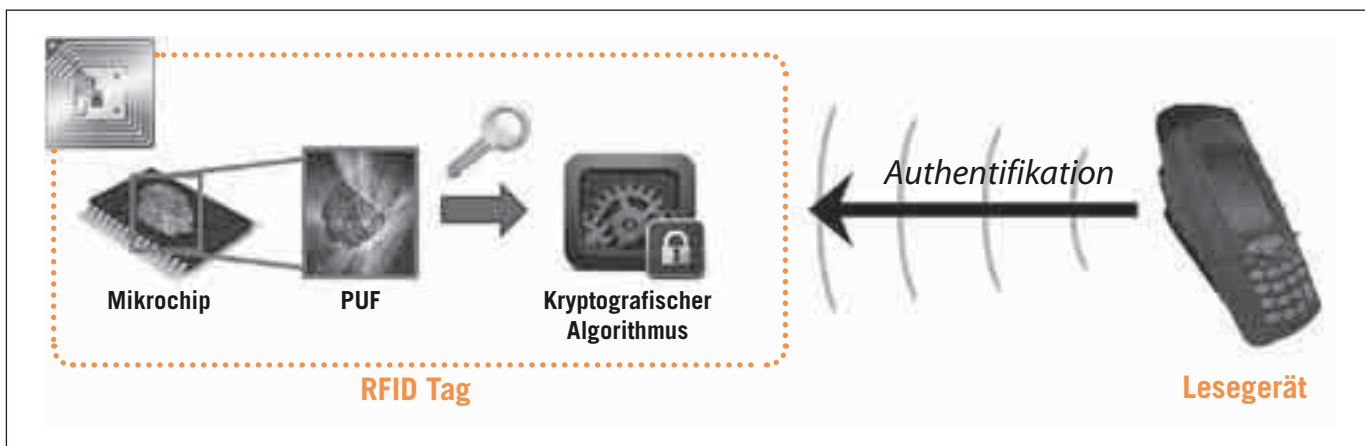 Authentifikation
Mikrochip
PUF
Kryptografischer
Algorithmus
RFID Tag
Lesegerät